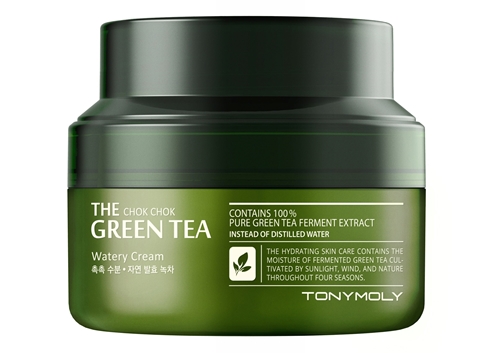 THE CHOK CHOK
GREEN TEA
Watery Cream
촉촉 수분 • 자연 발효 녹차
CONTAINS 100%
PURE GREEN TEA FERMENT EXTRACT
INSTEAD OF DISTILLED WATER
THE HYDRATING SKIN CARE CONTAINS THE
MOISTURE OF FERMENTED GREEN TEA CUL-
TIVATED BY SUNLIGHT, WIND, AND NATURE
THROUGHOUT FOUR SEASONS.
TONYMOLY